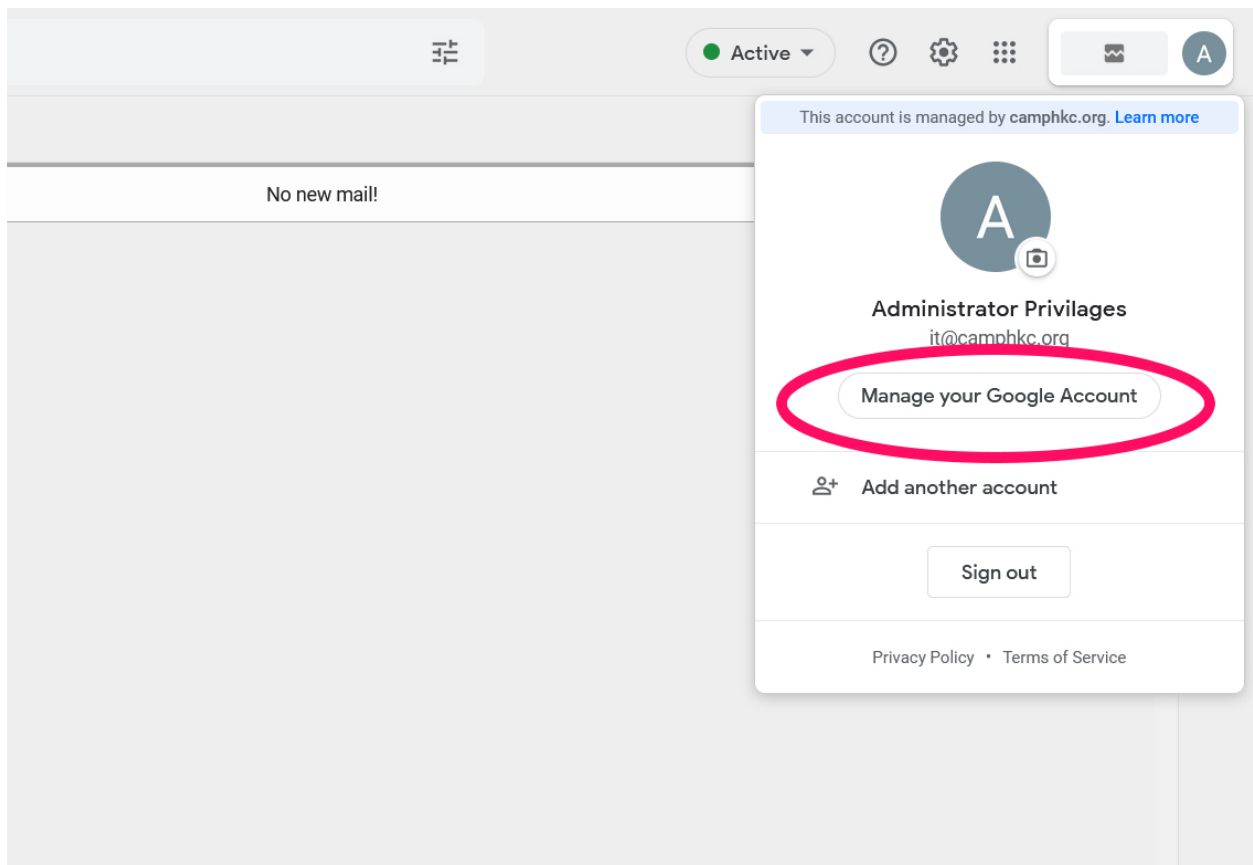 Active
A
This account is managed by camphkc.org. Learn more
No new mail!
A
Administrator Privilages
it@camphkc.org
Manage your Google Account
Add another account
Sign out
Privacy Policy • Terms of Service